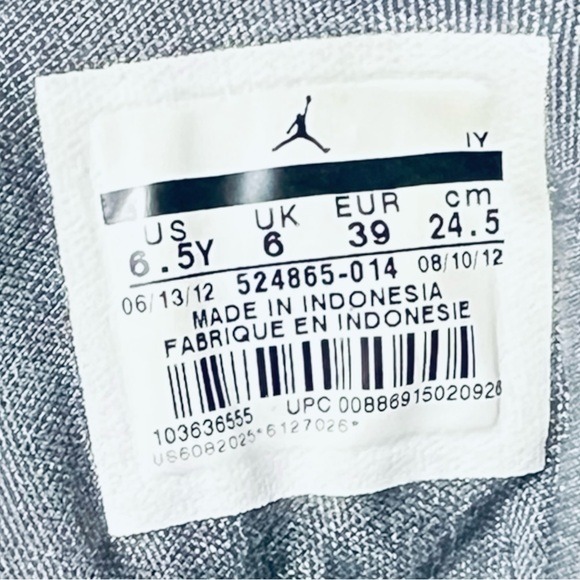 IY
US UK EUR cm
6.5Y 6 39 24.5
06/13/12 524865-014 08/10/12
MADE IN INDONESIA
FABRIQUE EN INDONESIE
103636555 UPC 00886915020926
US6082025*6127026*